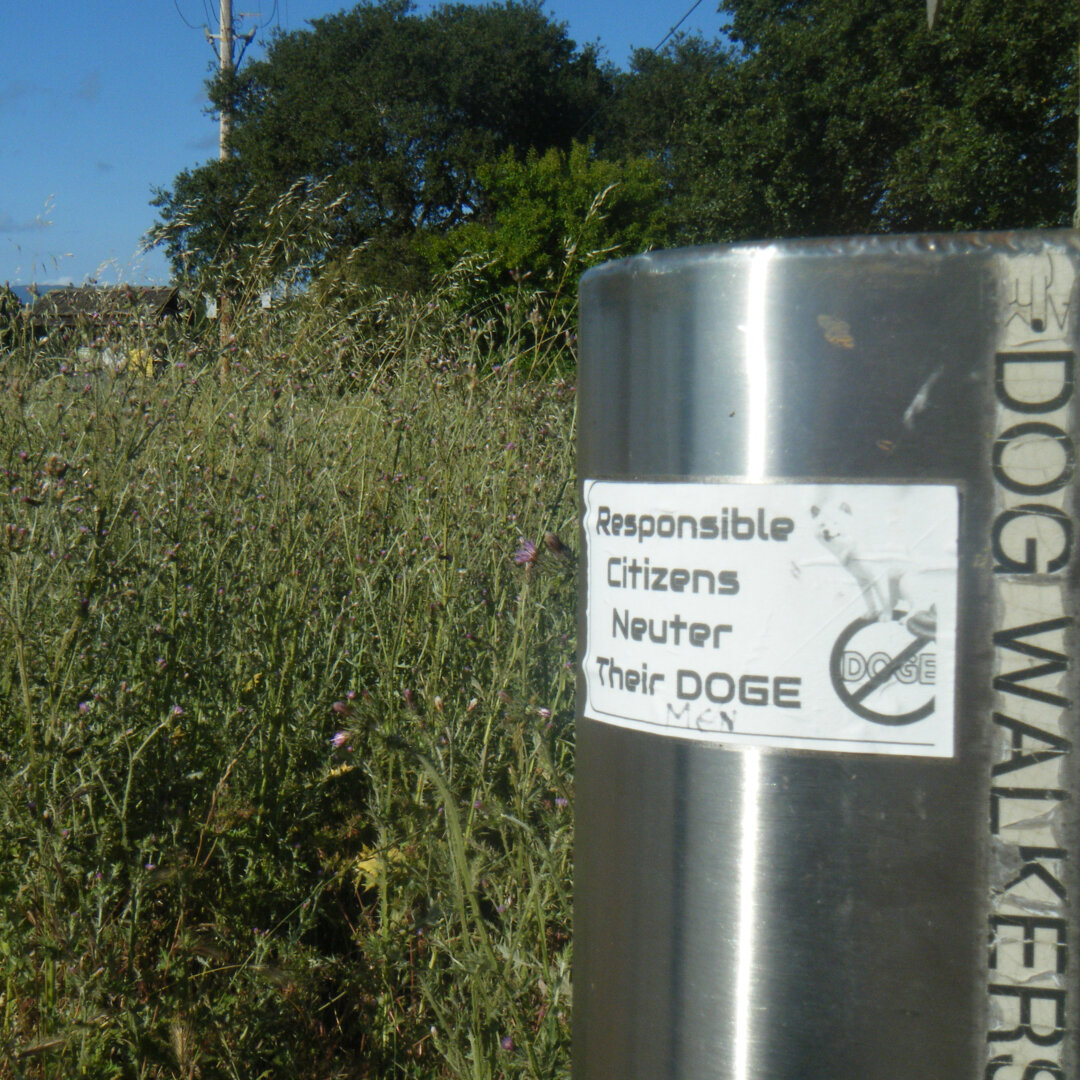 Responsible
Citizens
Neuter
Their DOGE
MEN
DOGE
DOG WALKERS